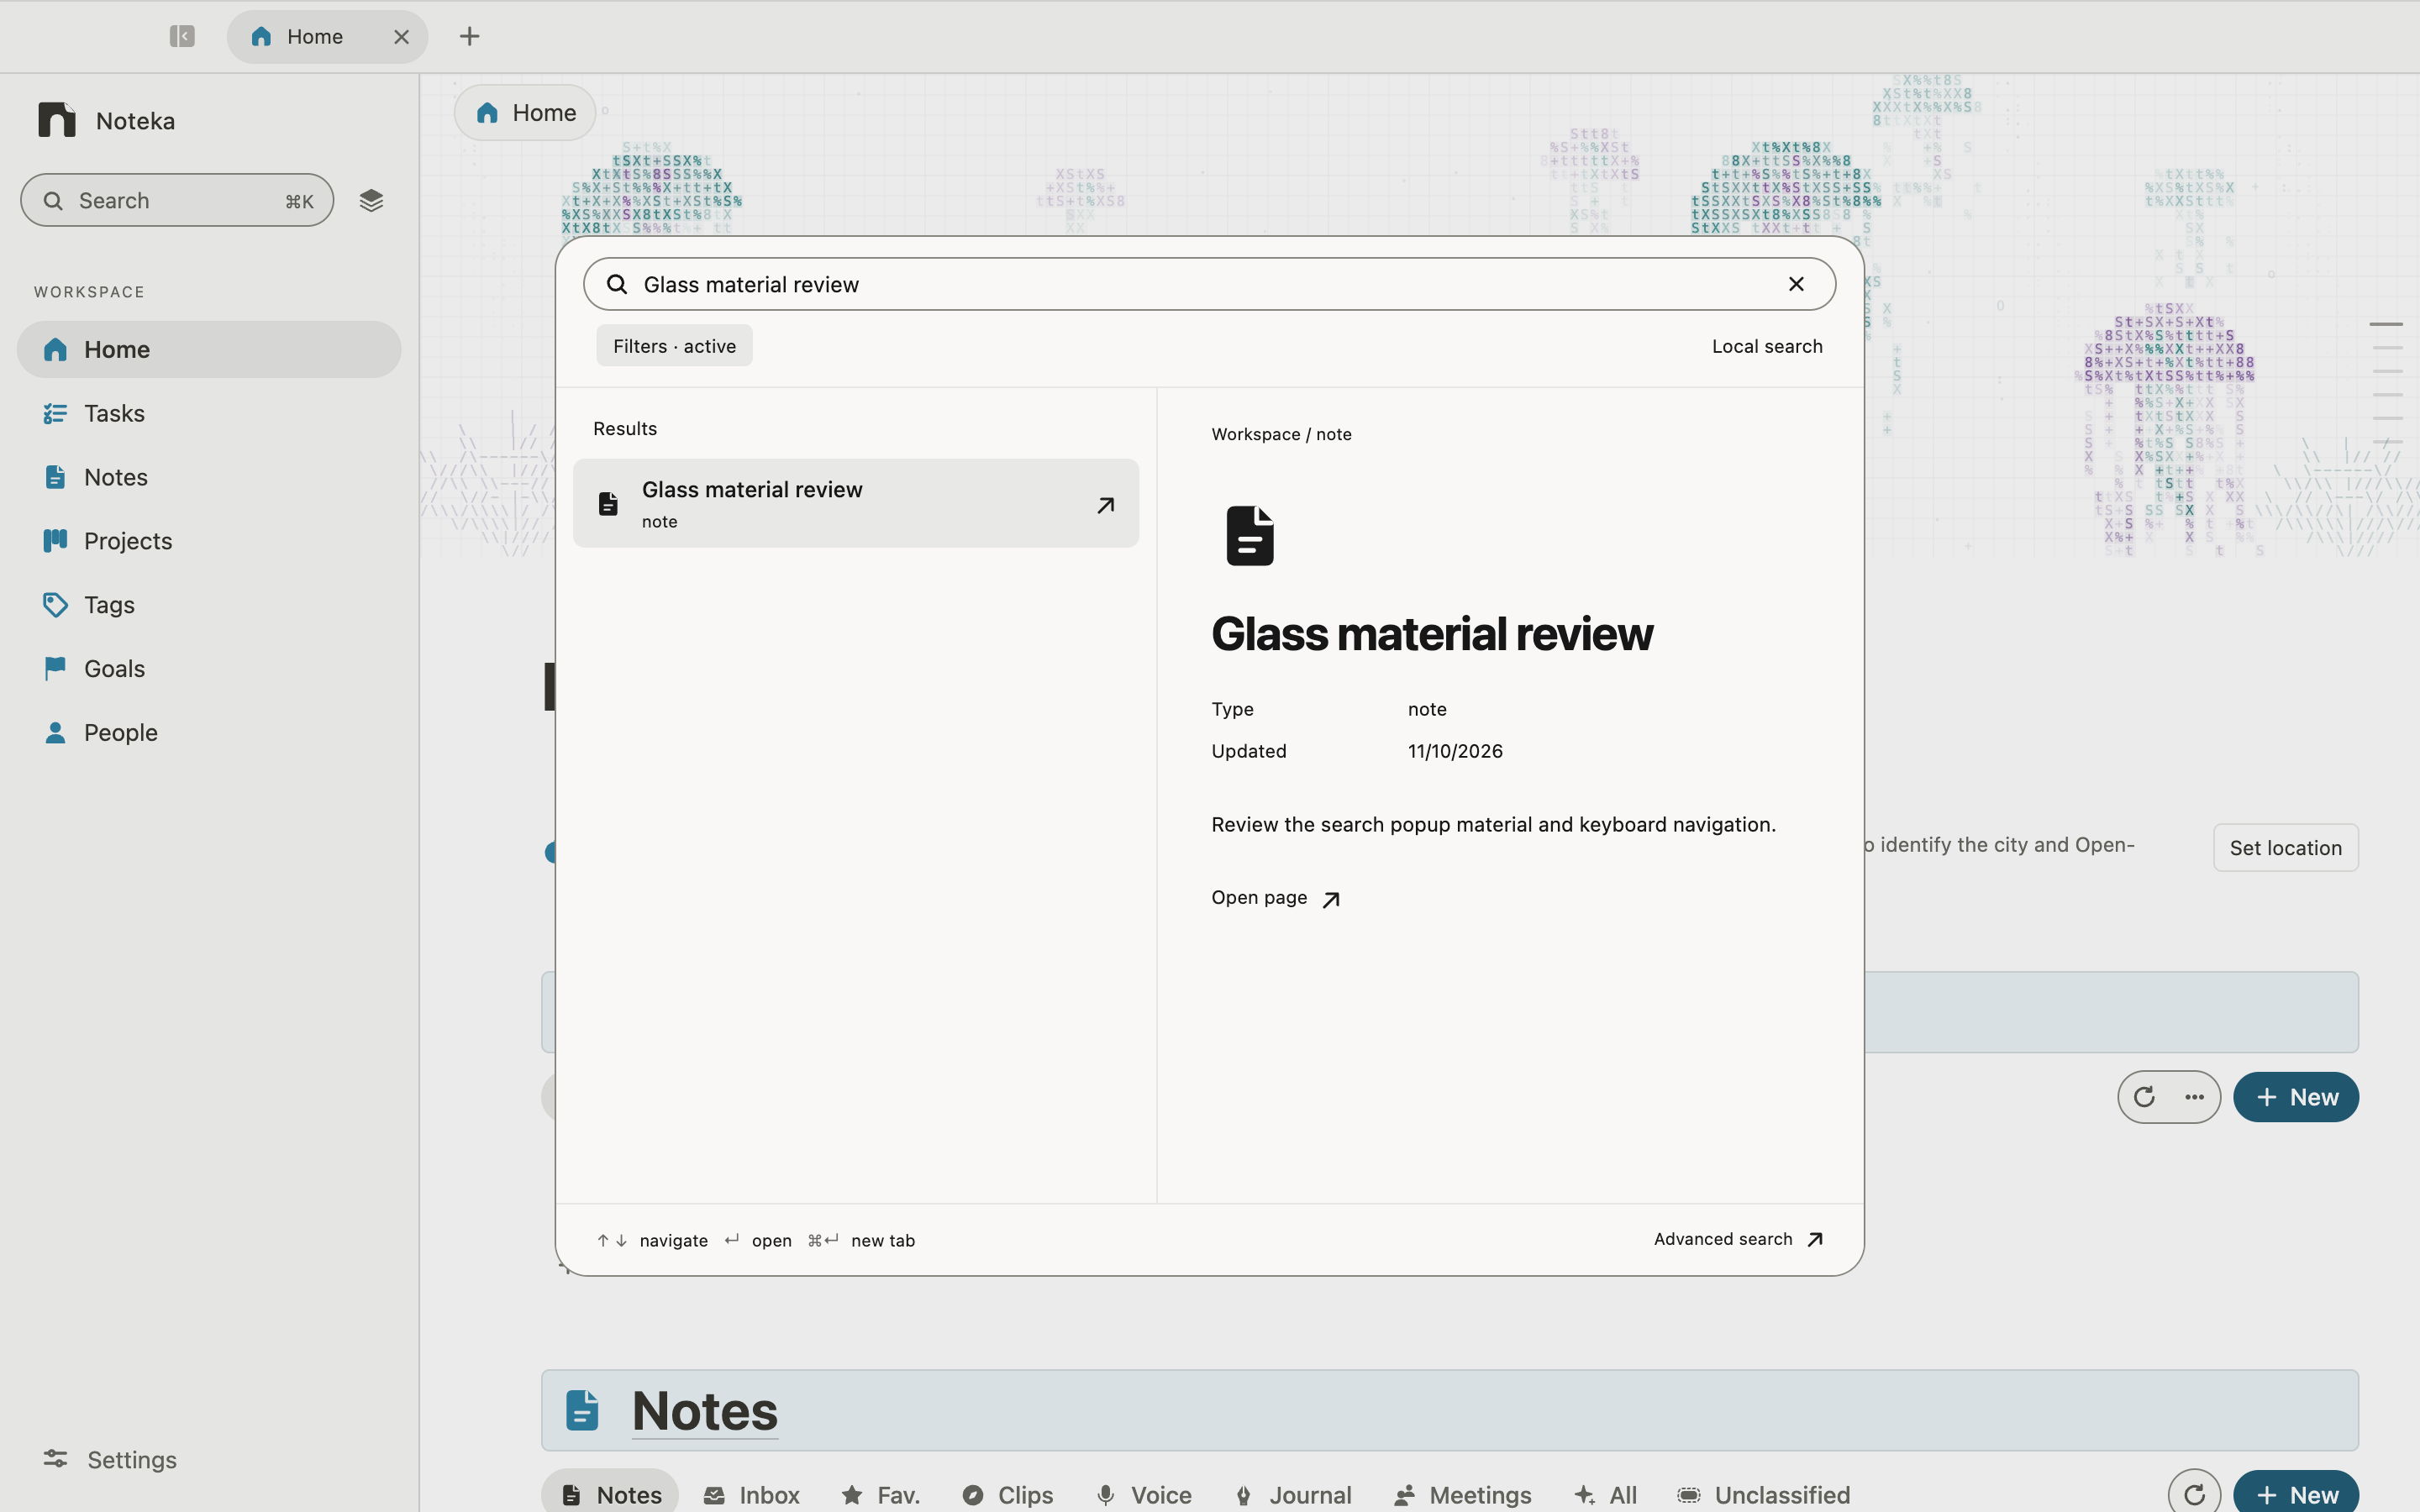 Home
Noteka
Search ⌘K
WORKSPACE
Home
Tasks
Notes
Projects
Tags
Goals
People
Settings
Home
Glass material review
Filters · active
Local search
Results
Glass material review
note
Workspace / note
Glass material review
Type note
Updated 11/10/2026
Review the search popup material and keyboard navigation.
Open page
↑ ↓ navigate ↵ open ⌘↵ new tab
Advanced search
identify the city and Open-
Set location
New
Notes
Notes Inbox Fav. Clips Voice Journal Meetings All Unclassified
New